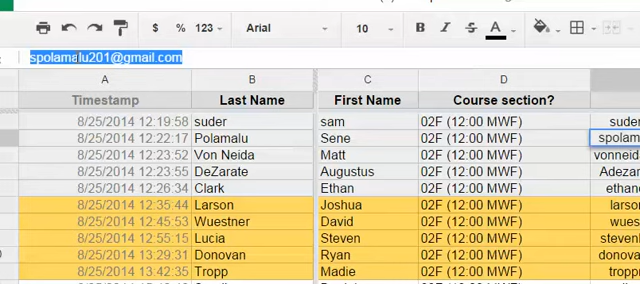 $ % 123 Arial 10 B I S A
spolamalu201@gmail.com
A B C D
Timestamp Last Name First Name Course section?
8/25/2014 12:19:58 suder sam 02F (12:00 MWF) suder
8/25/2014 12:22:17 Polamalu Sene 02F (12:00 MWF) spolam
8/25/2014 12:23:52 Von Neida Matt 02F (12:00 MWF) vonneida
8/25/2014 12:23:55 DeZarate Augustus 02F (12:00 MWF) Adezar
8/25/2014 12:26:34 Clark Ethan 02F (12:00 MWF) ethan
8/25/2014 12:35:44 Larson Joshua 02F (12:00 MWF) larson
8/25/2014 12:45:53 Wuestner David 02F (12:00 MWF) wuest
8/25/2014 12:55:15 Lucia Steven 02F (12:00 MWF) stevenl
8/25/2014 13:29:31 Donovan Ryan 02F (12:00 MWF) donova
8/25/2014 13:42:35 Tropp Madie 02F (12:00 MWF) tropp